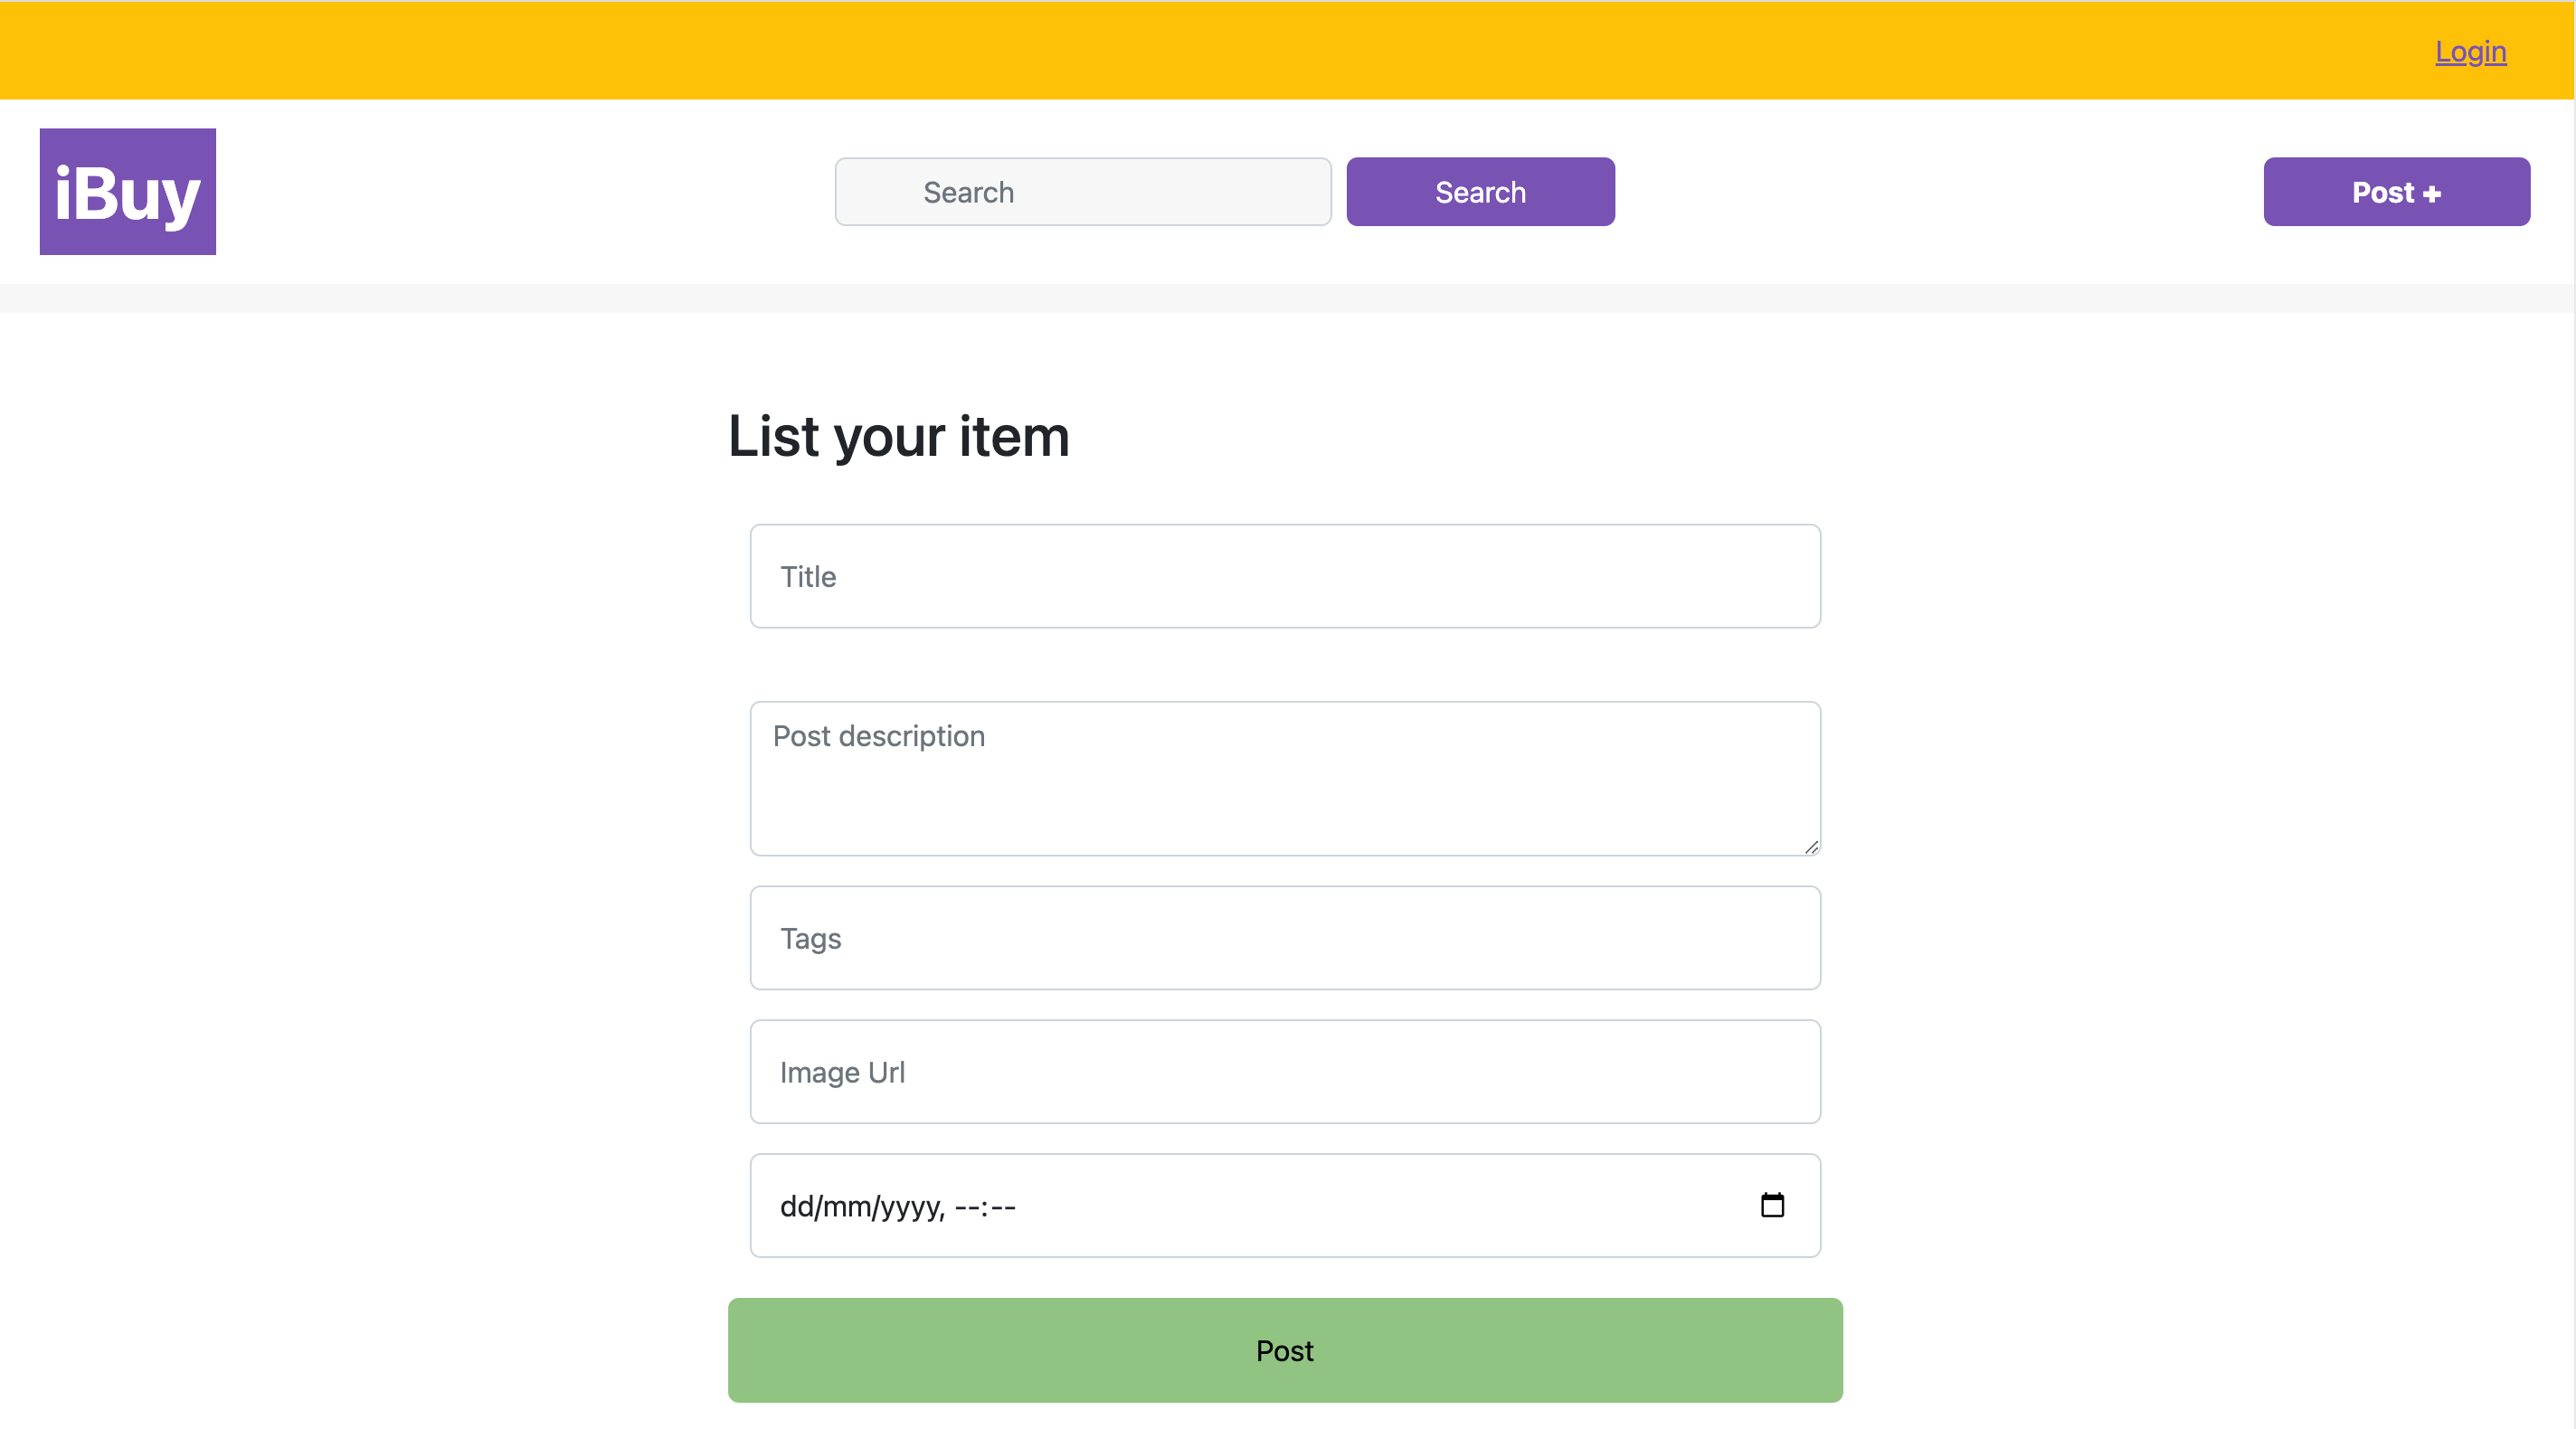 Login
iBuy
Search
Search
Post +
List your item
Title
Post description
Tags
Image Url
dd/mm/yyyy, --:--
Post